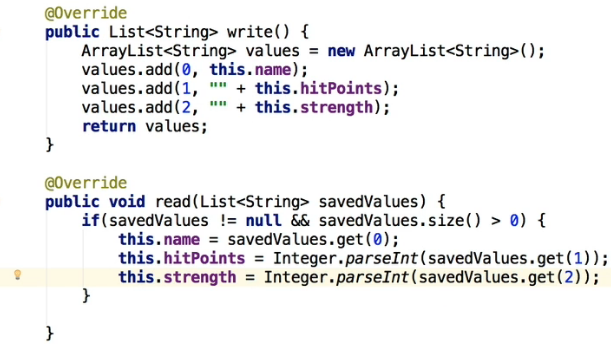 @Override
public List<String> write() {
    ArrayList<String> values = new ArrayList<String>();
    values.add(0, this.name);
    values.add(1, "" + this.hitPoints);
    values.add(2, "" + this.strength);
    return values;
}
@Override
public void read(List<String> savedValues) {
    if(savedValues != null && savedValues.size() > 0) {
        this.name = savedValues.get(0);
        this.hitPoints = Integer.parseInt(savedValues.get(1));
        this.strength = Integer.parseInt(savedValues.get(2));
    }
}